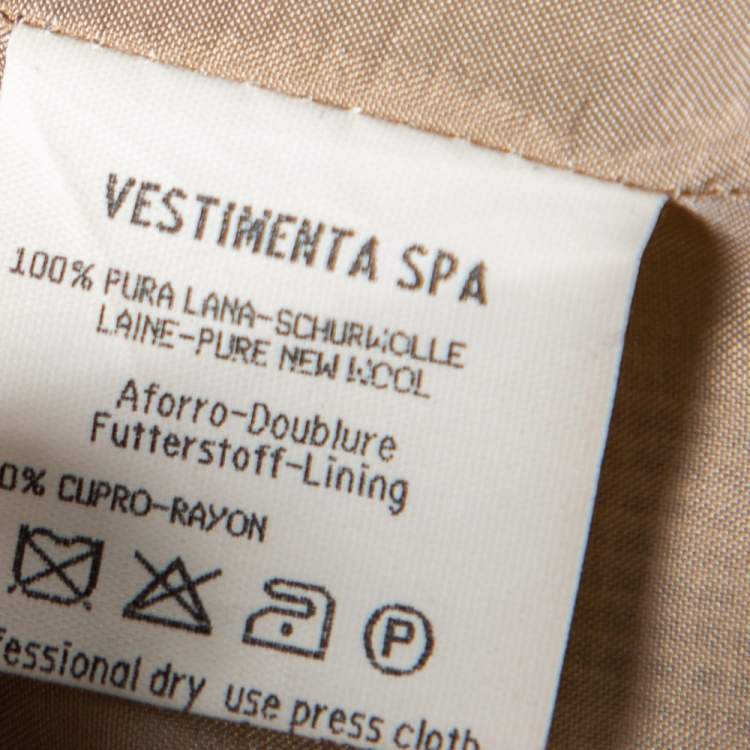 VESTIMENTA SPA
100% PURA LANA-SCHURWOLLE
LAINE-PURE NEW WOOL
Aforro-Doublure
Futterstoff-Lining
0% CUPRO-RAYON
P
fessional dry use press cloth